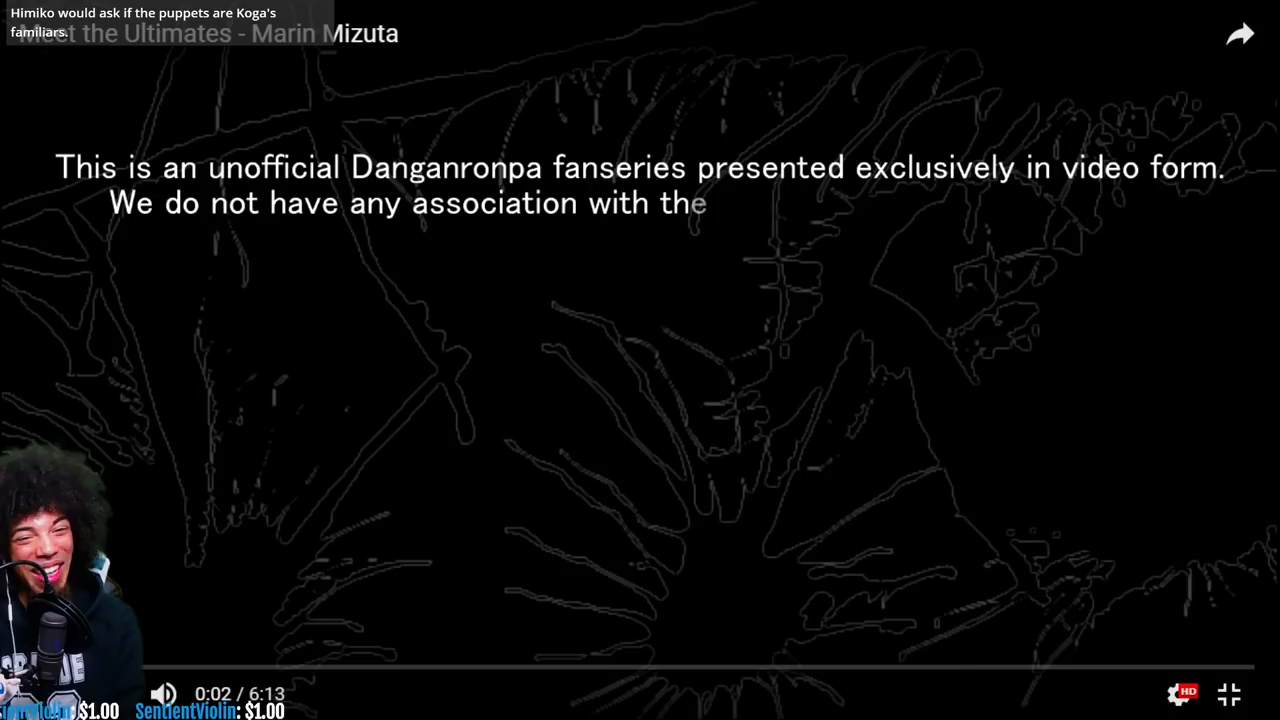 Himiko would ask if the puppets are Koga's
familiars.
Meet the Ultimates - Marin Mizuta
This is an unofficial Danganronpa fanseries presented exclusively in video form.
We do not have any association with the
0:02 / 6:13
HD
SentientViolin: $1.00